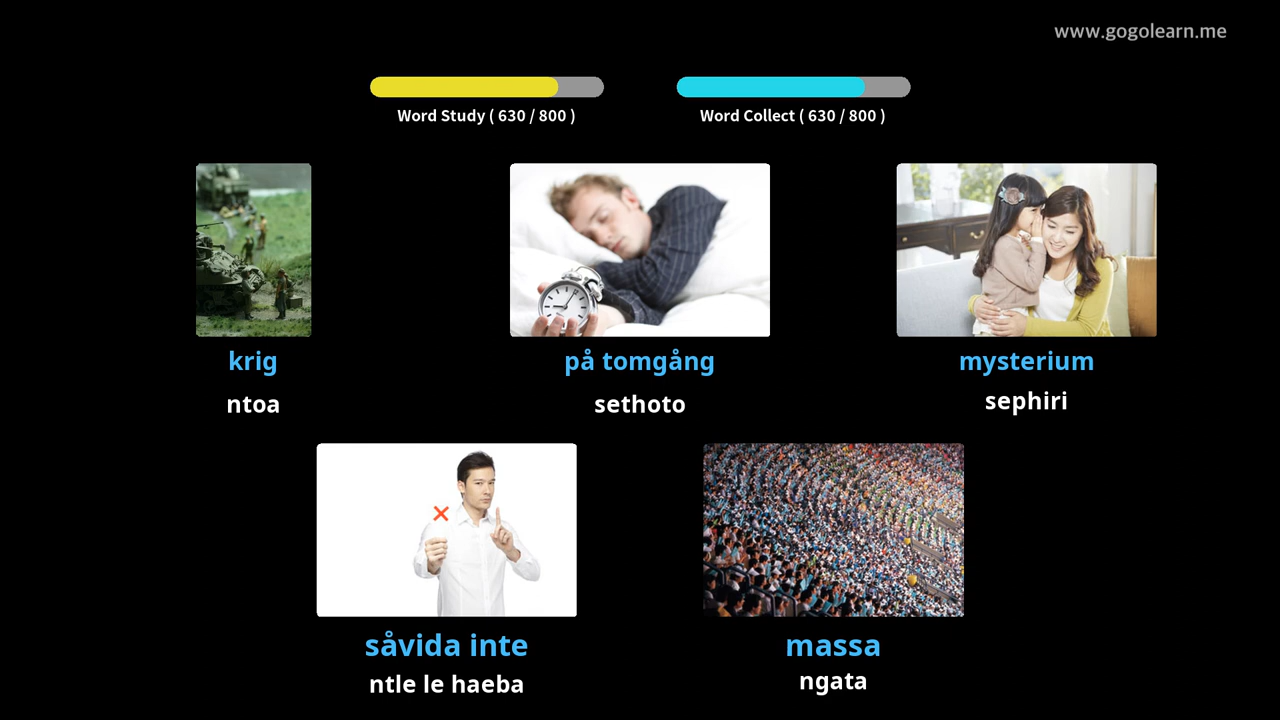 www.gogolearn.me
Word Study ( 630 / 800 )
Word Collect ( 630 / 800 )
krig
ntoa
på tomgång
sethoto
mysterium
sephiri
såvida inte
ntle le haeba
massa
ngata